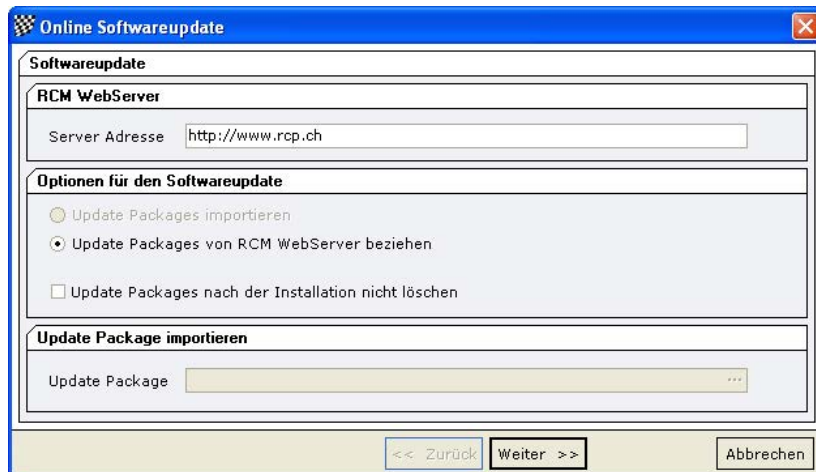 Online Softwareupdate
Softwareupdate
RCM WebServer
Server Adresse http://www.rcp.ch
Optionen für den Softwareupdate
Update Packages importieren
Update Packages von RCM WebServer beziehen
Update Packages nach der Installation nicht löschen
Update Package importieren
Update Package ...
<< Zurück Weiter >> Abbrechen